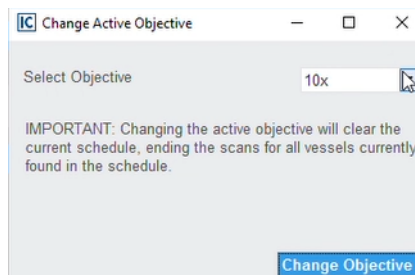 IC Change Active Objective
Select Objective
10x
IMPORTANT: Changing the active objective will clear the
current schedule, ending the scans for all vessels currently
found in the schedule.
Change Objective